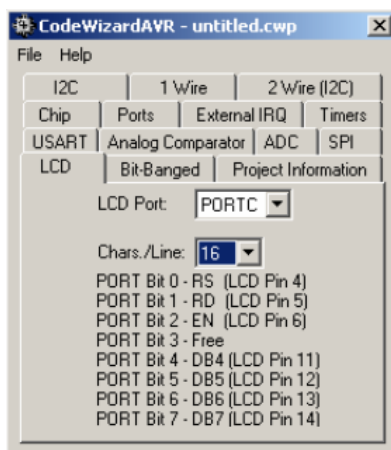 CodeWizardAVR - untitled.cwp
File Help
I2C 1 Wire 2 Wire (I2C)
Chip Ports External IRQ Timers
USART Analog Comparator ADC SPI
LCD Bit-Banged Project Information
LCD Port: PORTC
Chars./Line: 16
PORT Bit 0 - RS (LCD Pin 4)
PORT Bit 1 - RD (LCD Pin 5)
PORT Bit 2 - EN (LCD Pin 6)
PORT Bit 3 - Free
PORT Bit 4 - DB4 (LCD Pin 11)
PORT Bit 5 - DB5 (LCD Pin 12)
PORT Bit 6 - DB6 (LCD Pin 13)
PORT Bit 7 - DB7 (LCD Pin 14)